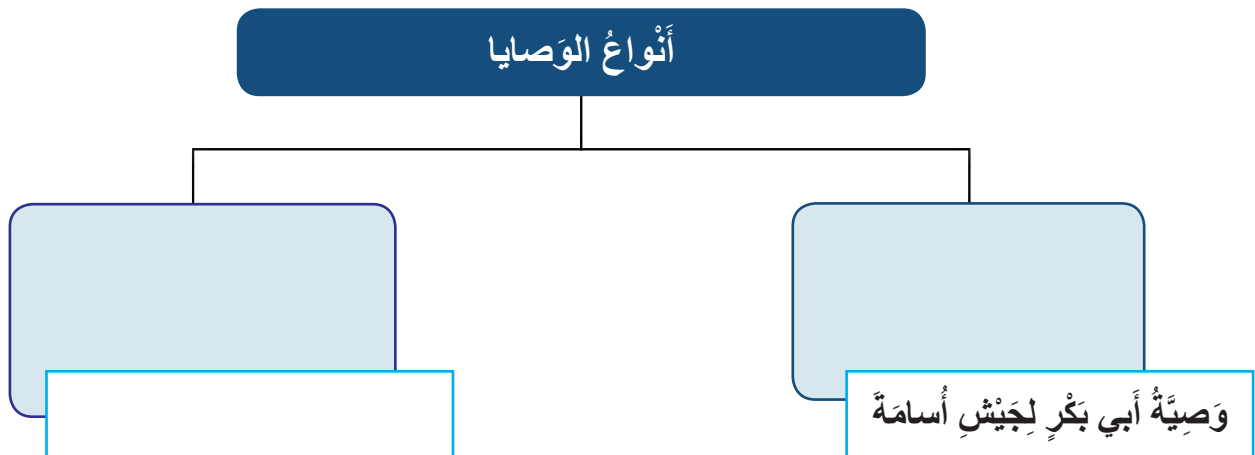 أَنْواعُ الوَصايا
وَصِيَّةُ أَبي بَكْرٍ لِجَيْشِ أُسامَةَ